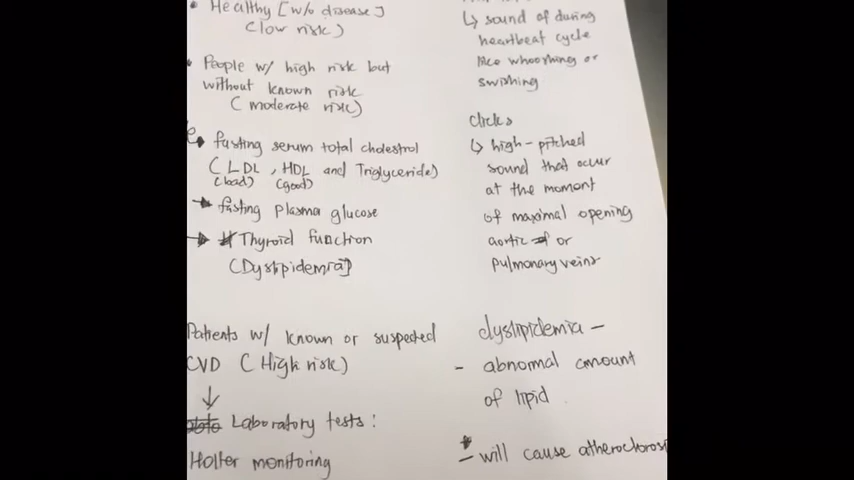 • Healthy [w/o disease]
(low risk)
• People w/ high risk but
without known risk
(moderate risk)
fasting serum total cholestrol
(LDL, HDL and Triglyceride)
(bad) (good)
→ fasting plasma glucose
→ Thyroid function
(Dyslipidemia)
Patients w/ known or suspected
CVD (High risk)
↓
Laboratory tests:
Holter monitoring
↳ sound of during
heartbeat cycle
like whooshing or
swishing
clicks
↳ high-pitched
sound that occur
at the moment
of maximal opening
aortic or
pulmonary veins
dyslipidemia —
- abnormal amount
of lipid
- will cause